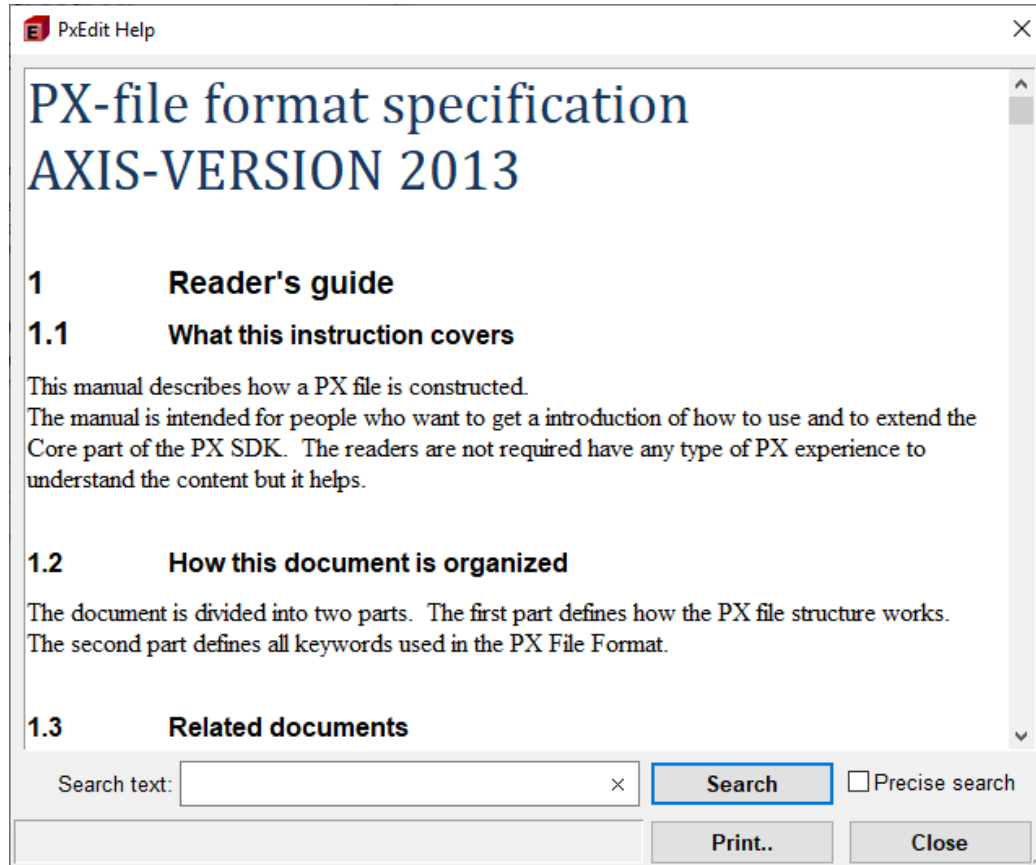 PxEdit Help
PX-file format specification
AXIS-VERSION 2013
1 Reader's guide
1.1 What this instruction covers
This manual describes how a PX file is constructed.
The manual is intended for people who want to get a introduction of how to use and to extend the
Core part of the PX SDK.  The readers are not required have any type of PX experience to
understand the content but it helps.
1.2 How this document is organized
The document is divided into two parts.  The first part defines how the PX file structure works.
The second part defines all keywords used in the PX File Format.
1.3 Related documents
Search text:
Search
Precise search
Print..
Close